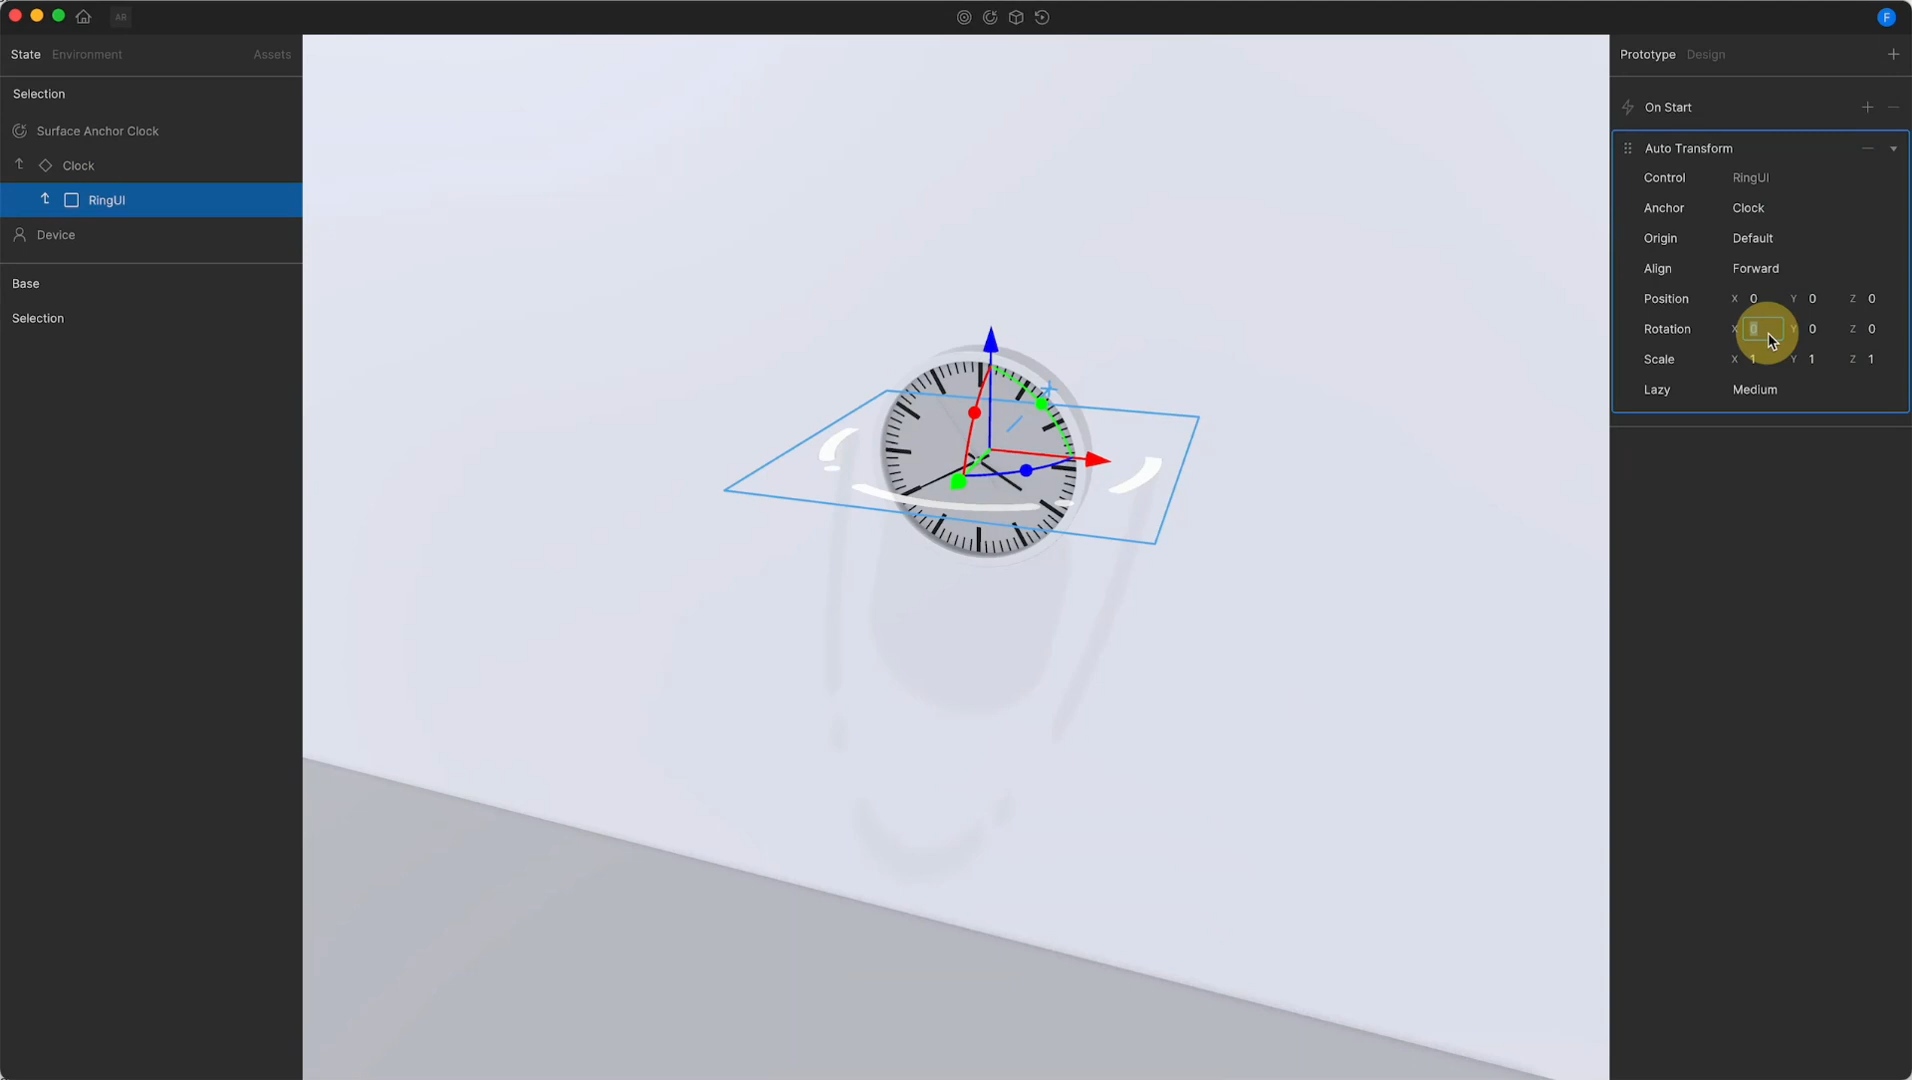 AR
F
State Environment Assets
Selection
Surface Anchor Clock
Clock
RingUI
Device
Base
Selection
Prototype Design
On Start
Auto Transform
Control RingUI
Anchor Clock
Origin Default
Align Forward
Position X 0 Y 0 Z 0
Rotation X 0 Y 0 Z 0
Scale X 1 Y 1 Z 1
Lazy Medium